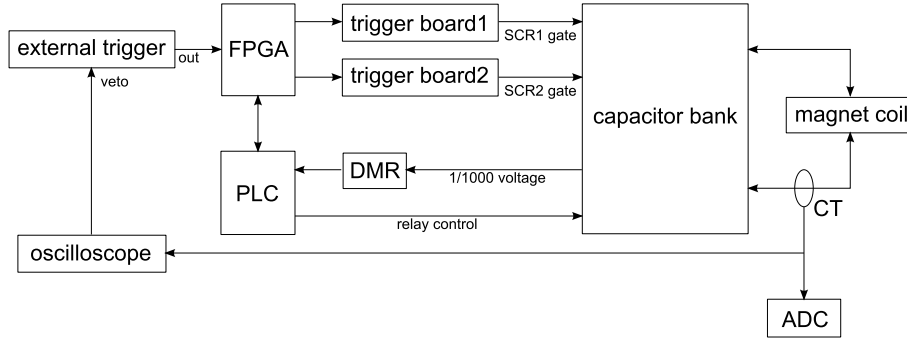 external trigger
out
veto
FPGA
trigger board1
SCR1 gate
trigger board2
SCR2 gate
capacitor bank
magnet coil
PLC
DMR
1/1000 voltage
relay control
CT
oscilloscope
ADC